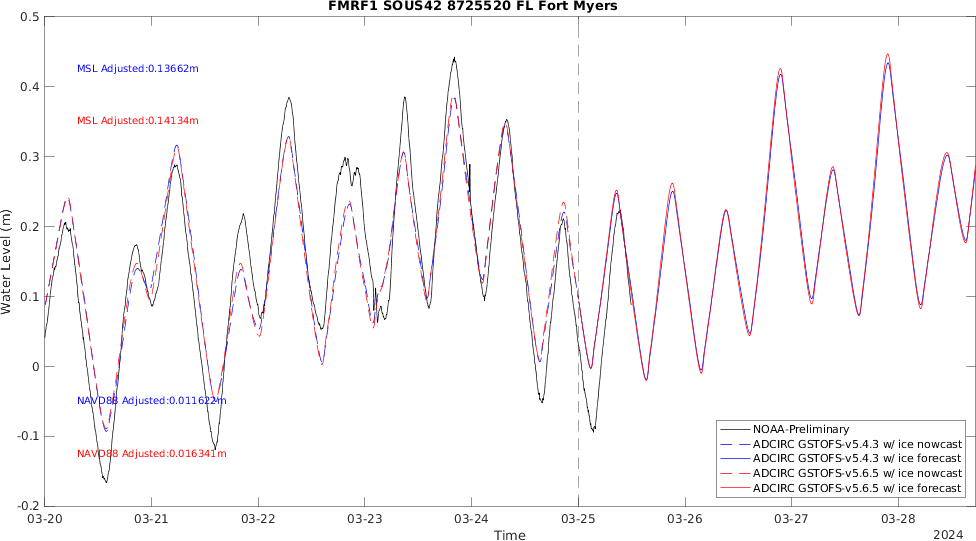 FMRF1 SOUS42 8725520 FL Fort Myers
0.5
MSL Adjusted:0.13662m
0.4
MSL Adjusted:0.14134m
0.3
0.2
Water Level (m)
0.1
0
NAVD88 Adjusted:0.011622m
-0.1
NAVD88 Adjusted:0.016341m
NOAA-Preliminary
ADCIRC GSTOFS-v5.4.3 w/ ice nowcast
ADCIRC GSTOFS-v5.4.3 w/ ice forecast
ADCIRC GSTOFS-v5.6.5 w/ ice nowcast
ADCIRC GSTOFS-v5.6.5 w/ ice forecast
-0.2
03-20 03-21 03-22 03-23 03-24 03-25 03-26 03-27 03-28
Time
2024